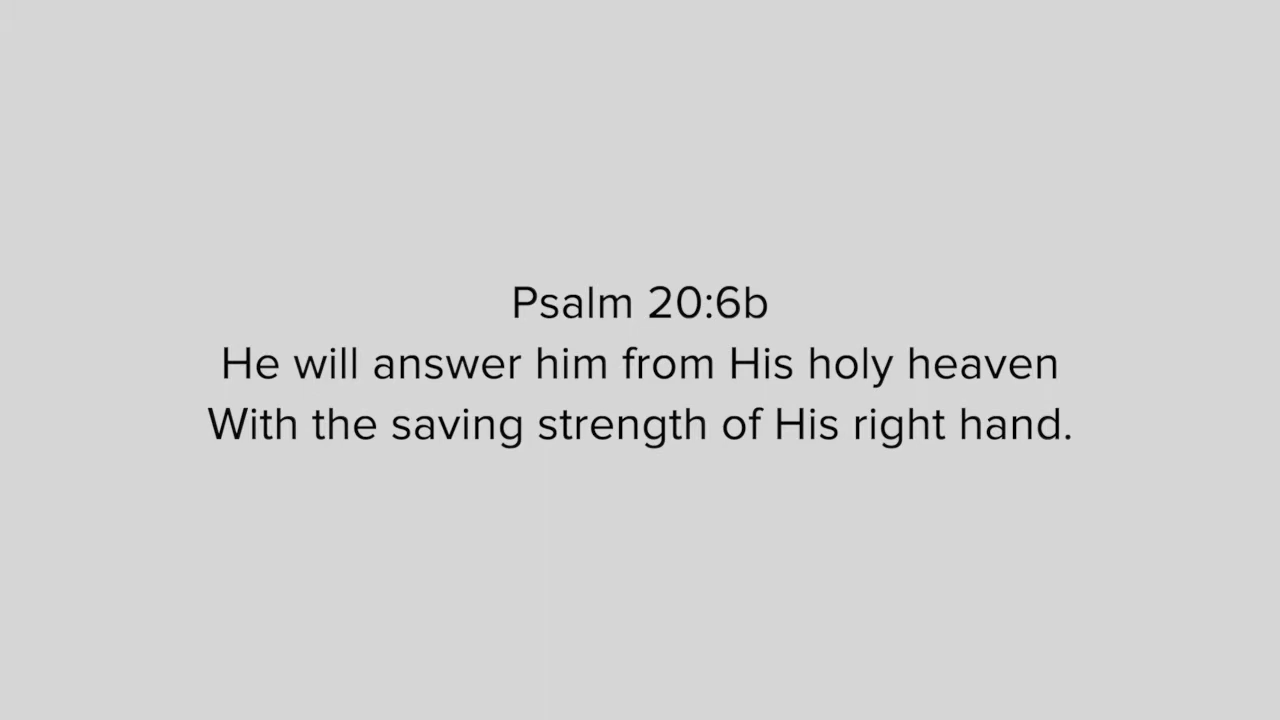 Psalm 20:6b
He will answer him from His holy heaven
With the saving strength of His right hand.